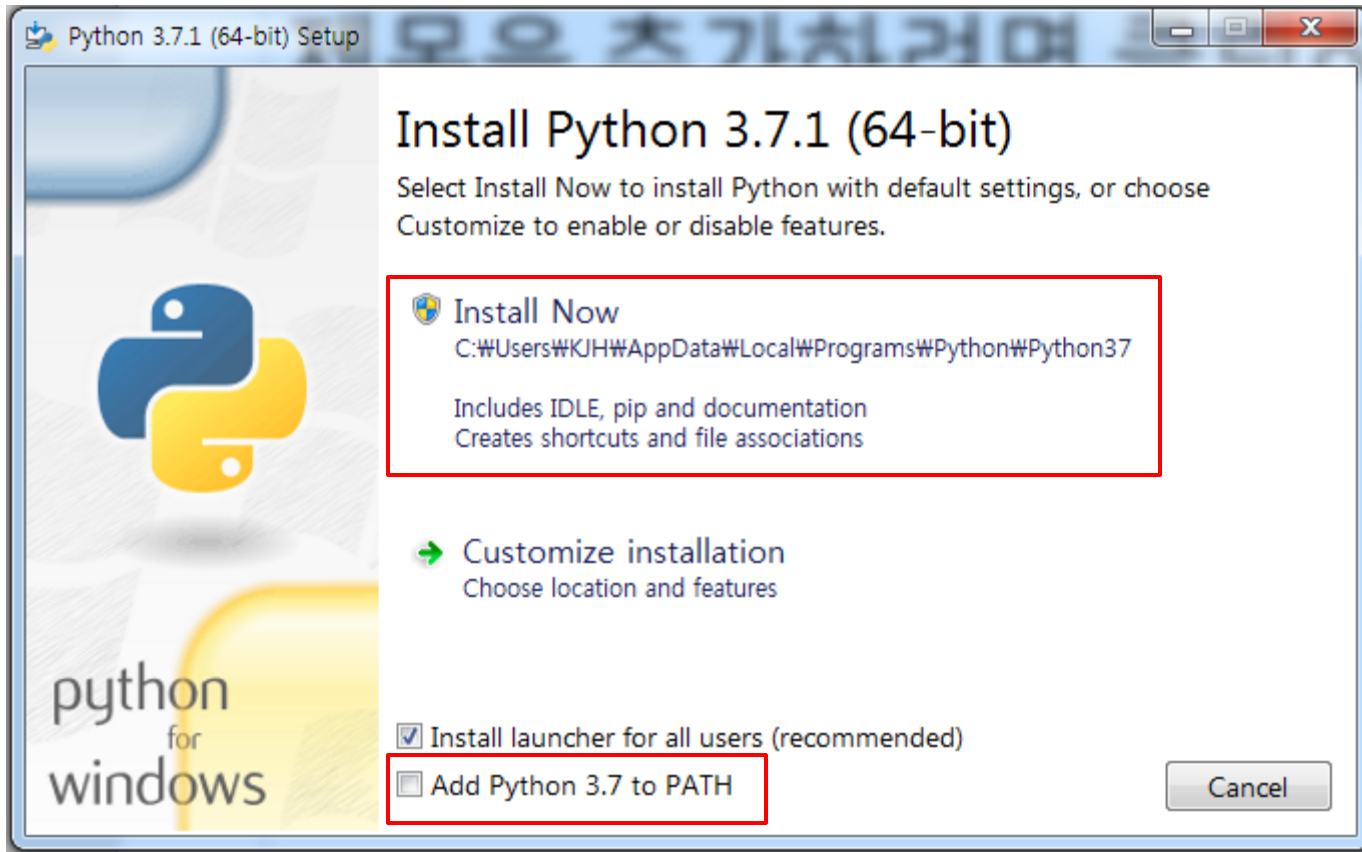 Python 3.7.1 (64-bit) Setup
Install Python 3.7.1 (64-bit)
Select Install Now to install Python with default settings, or choose
Customize to enable or disable features.
Install Now
C:₩Users₩KJH₩AppData₩Local₩Programs₩Python₩Python37
Includes IDLE, pip and documentation
Creates shortcuts and file associations
Customize installation
Choose location and features
python
for
windows
Install launcher for all users (recommended)
Add Python 3.7 to PATH
Cancel